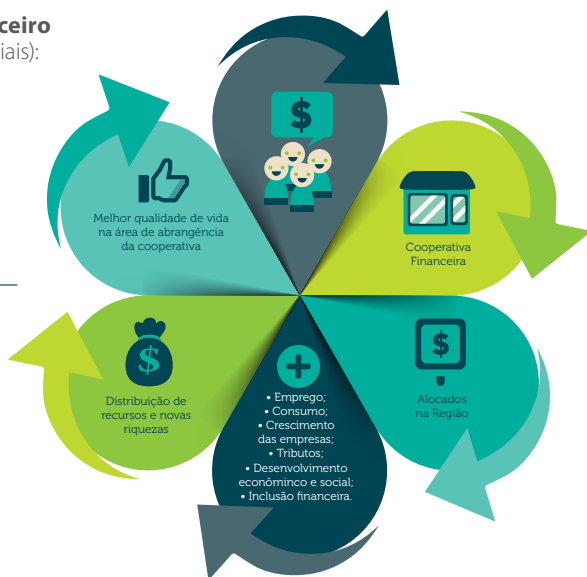 ceiro
iais):
$
Melhor qualidade de vida
na área de abrangência
da cooperativa
Cooperativa
Financeira
$
Alocados
na Região
• Emprego;
• Consumo;
• Crescimento
das empresas;
• Tributos;
• Desenvolvimento
econôminco e social;
• Inclusão financeira.
$
Distribuição de
recursos e novas
riquezas